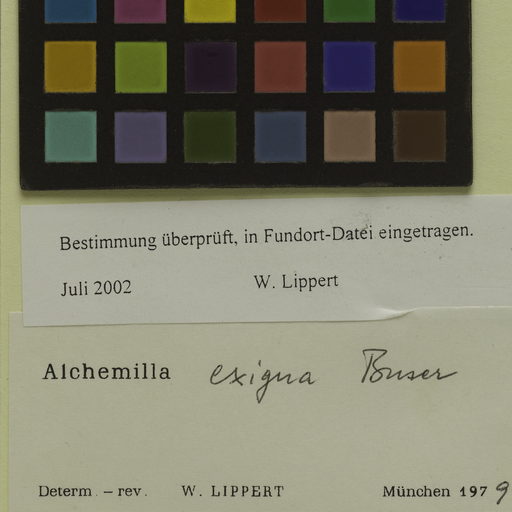 Bestimmung überprüft, in Fundort-Datei eingetragen.
Juli 2002 W. Lippert
Alchemilla exigua Buser
Determ. – rev. W. LIPPERT München 1979